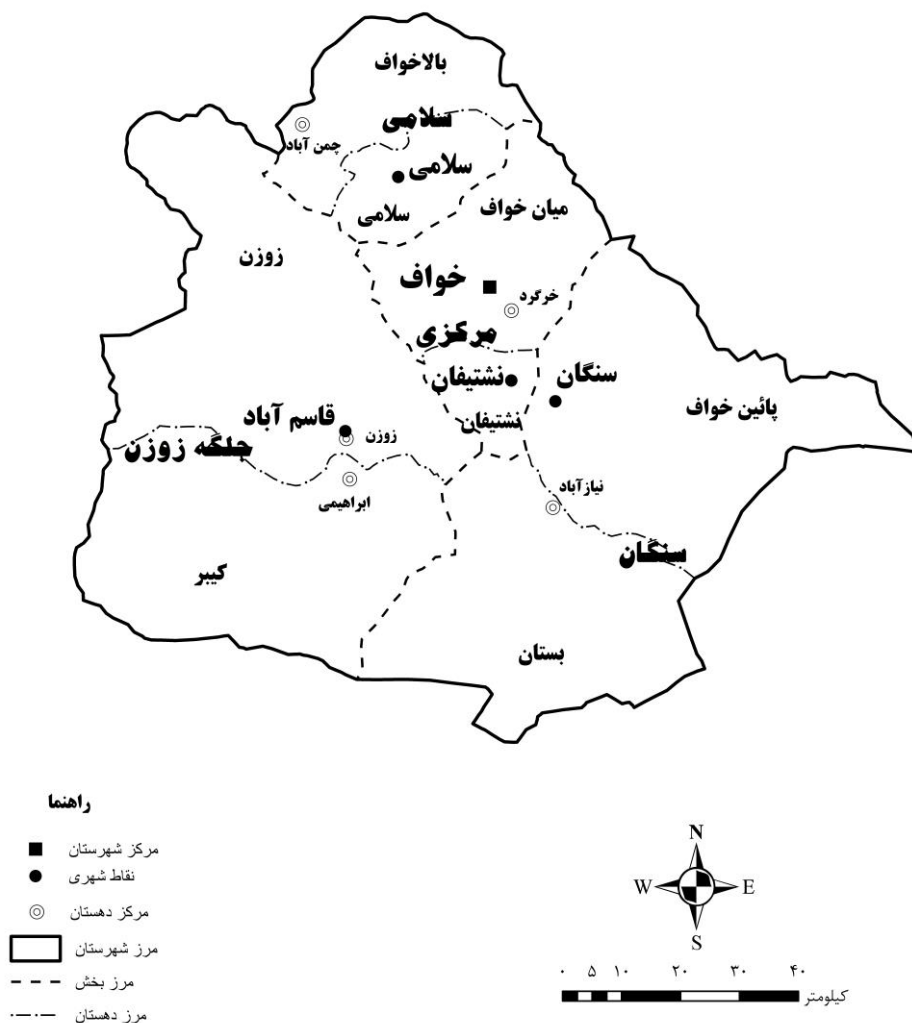 بالاخواف
سلامی
چمن آباد
سلامی
سلامی
میان خواف
زوزن
خواف
خرگرد
مرکزی
سنگان
نشتیفان
پائین خواف
قاسم آباد
نشتیفان
زوزن
جلگه زوزن
ابراهیمی
نیازآباد
سنگان
کیبر
بستان
راهنما
مرکز شهرستان
نقاط شهری
مرکز دهستان
مرز شهرستان
مرز بخش
مرز دهستان
N
W E
S
۰ ۵ ۱۰ ۲۰ ۳۰ ۴۰
کیلومتر